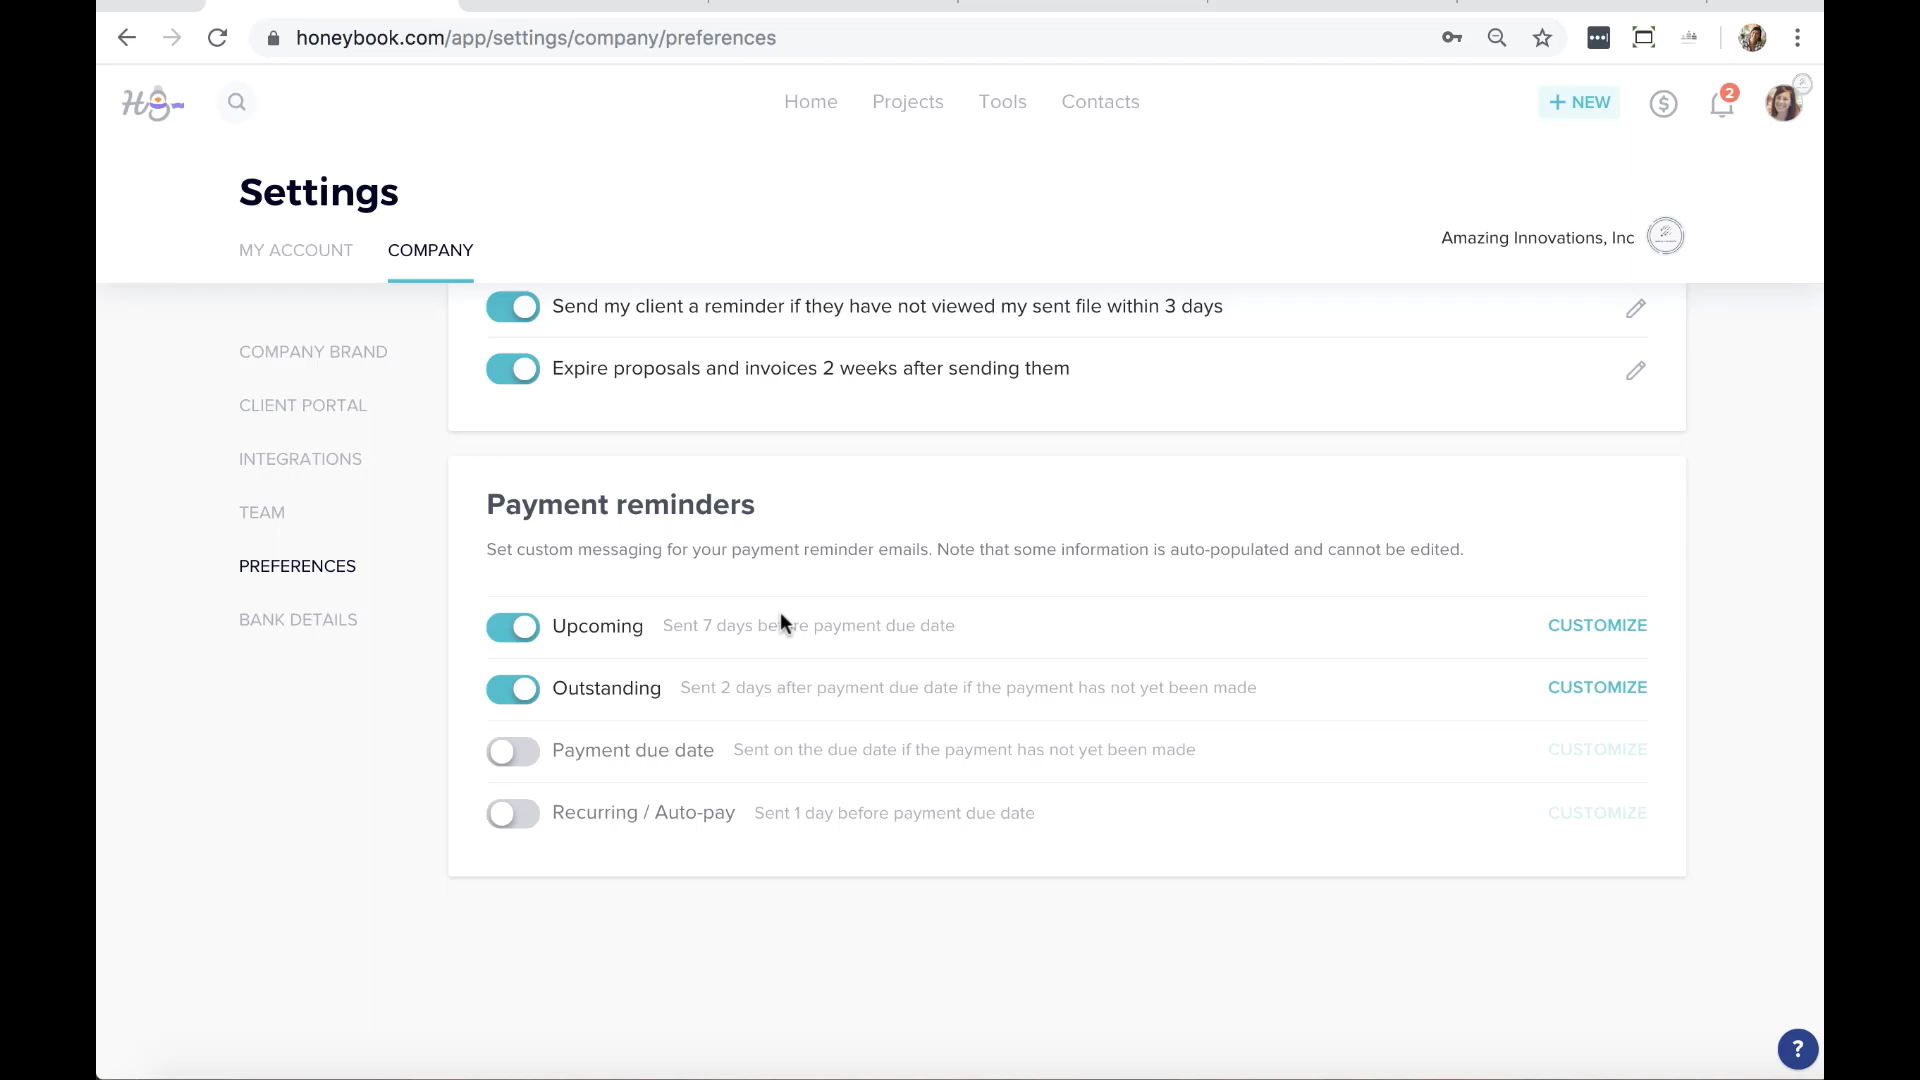 honeybook.com/app/settings/company/preferences
Home Projects Tools Contacts
+ NEW
2
Settings
MY ACCOUNT COMPANY
Amazing Innovations, Inc
Send my client a reminder if they have not viewed my sent file within 3 days
COMPANY BRAND
Expire proposals and invoices 2 weeks after sending them
CLIENT PORTAL
INTEGRATIONS
TEAM
PREFERENCES
BANK DETAILS
Payment reminders
Set custom messaging for your payment reminder emails. Note that some information is auto-populated and cannot be edited.
Upcoming Sent 7 days before payment due date CUSTOMIZE
Outstanding Sent 2 days after payment due date if the payment has not yet been made CUSTOMIZE
Payment due date Sent on the due date if the payment has not yet been made CUSTOMIZE
Recurring / Auto-pay Sent 1 day before payment due date CUSTOMIZE
?